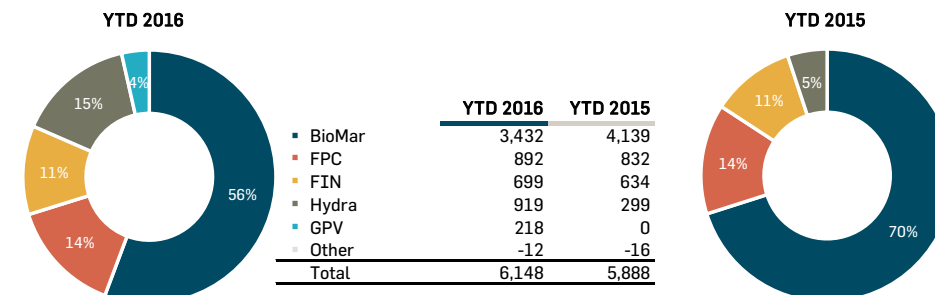 YTD 2016
YTD 2015
4%
15%
11%
14%
56%
YTD 2016 YTD 2015
BioMar 3,432 4,139
FPC 892 832
FIN 699 634
Hydra 919 299
GPV 218 0
Other -12 -16
Total 6,148 5,888
5%
11%
14%
70%